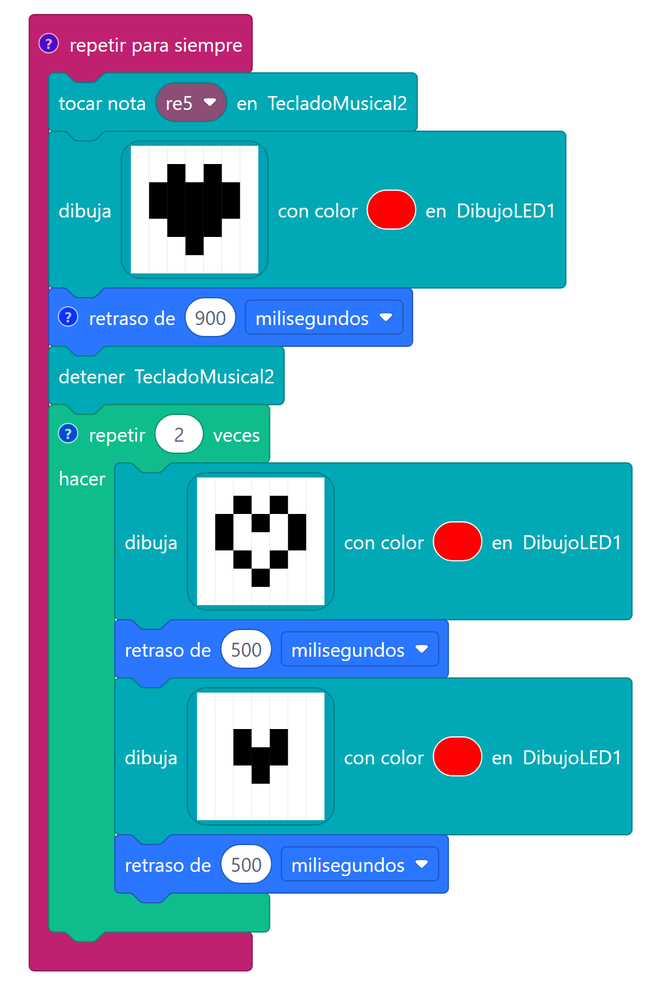 ? repetir para siempre
tocar nota re5 en TecladoMusical2
dibuja con color en DibujoLED1
? retraso de 900 milisegundos
detener TecladoMusical2
? repetir 2 veces
hacer
dibuja con color en DibujoLED1
retraso de 500 milisegundos
dibuja con color en DibujoLED1
retraso de 500 milisegundos